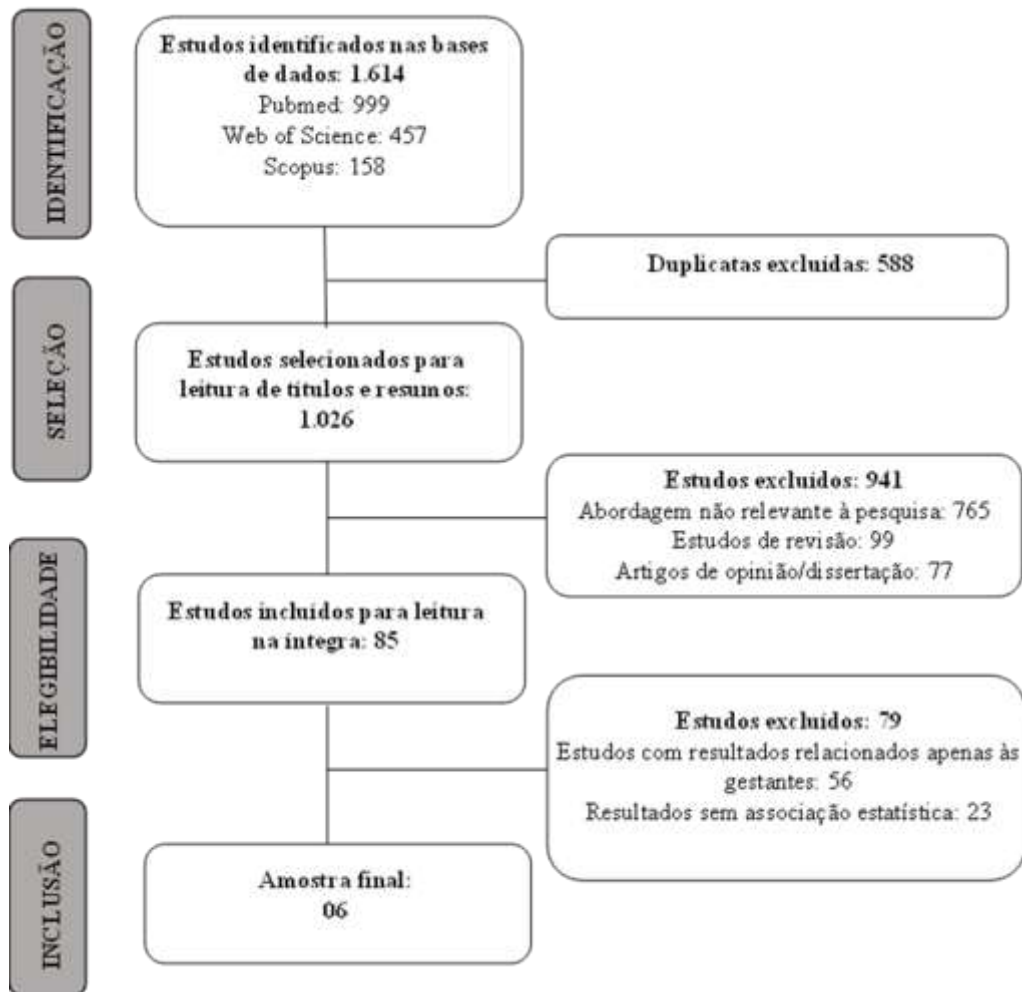 IDENTIFICAÇÃO
Estudos identificados nas bases
de dados: 1.614
Pubmed: 999
Web of Science: 457
Scopus: 158
Duplicatas excluídas: 588
SELEÇÃO
Estudos selecionados para
leitura de títulos e resumos:
1.026
Estudos excluídos: 941
Abordagem não relevante à pesquisa: 765
Estudos de revisão: 99
Artigos de opinião/dissertação: 77
ELEGIBILIDADE
Estudos incluídos para leitura
na íntegra: 85
Estudos excluídos: 79
Estudos com resultados relacionados apenas às
gestantes: 56
Resultados sem associação estatística: 23
INCLUSÃO
Amostra final:
06